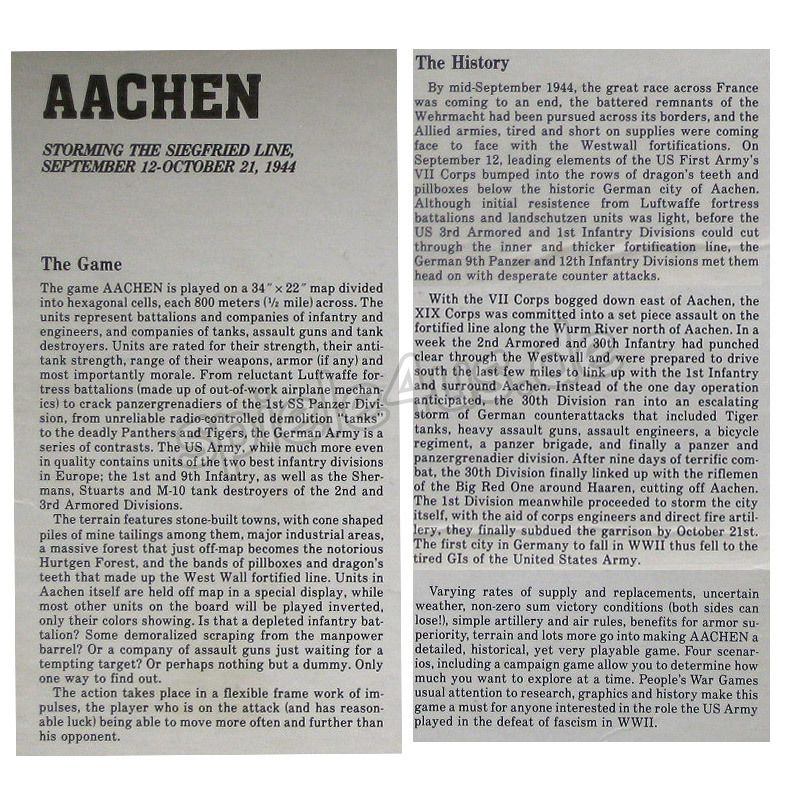 AACHEN
STORMING THE SIEGFRIED LINE,
SEPTEMBER 12-OCTOBER 21, 1944
The Game
The game AACHEN is played on a 34″ × 22″ map divided
into hexagonal cells, each 800 meters (½ mile) across. The
units represent battalions and companies of infantry and
engineers, and companies of tanks, assault guns and tank
destroyers. Units are rated for their strength, their anti-
tank strength, range of their weapons, armor (if any) and
most importantly morale. From reluctant Luftwaffe for-
tress battalions (made up of out-of-work airplane mechan-
ics) to crack panzergrenadiers of the 1st SS Panzer Divi-
sion, from unreliable radio-controlled demolition "tanks"
to the deadly Panthers and Tigers, the German Army is a
series of contrasts. The US Army, while much more even
in quality contains units of the two best infantry divisions
in Europe; the 1st and 9th Infantry, as well as the Sher-
mans, Stuarts and M-10 tank destroyers of the 2nd and
3rd Armored Divisions.
The terrain features stone-built towns, with cone shaped
piles of mine tailings among them, major industrial areas,
a massive forest that just off-map becomes the notorious
Hurtgen Forest, and the bands of pillboxes and dragon's
teeth that made up the West Wall fortified line. Units in
Aachen itself are held off map in a special display, while
most other units on the board will be played inverted,
only their colors showing. Is that a depleted infantry bat-
talion? Some demoralized scraping from the manpower
barrel? Or a company of assault guns just waiting for a
tempting target? Or perhaps nothing but a dummy. Only
one way to find out.
The action takes place in a flexible frame work of im-
pulses, the player who is on the attack (and has reason-
able luck) being able to move more often and further than
his opponent.
The History
By mid-September 1944, the great race across France
was coming to an end, the battered remnants of the
Wehrmacht had been pursued across its borders, and the
Allied armies, tired and short on supplies were coming
face to face with the Westwall fortifications. On
September 12, leading elements of the US First Army's
VII Corps bumped into the rows of dragon's teeth and
pillboxes below the historic German city of Aachen.
Although initial resistence from Luftwaffe fortress
battalions and landschutzen units was light, before the
US 3rd Armored and 1st Infantry Divisions could cut
through the inner and thicker fortification line, the
German 9th Panzer and 12th Infantry Divisions met them
head on with desperate counter attacks.
With the VII Corps bogged down east of Aachen, the
XIX Corps was committed into a set piece assault on the
fortified line along the Wurm River north of Aachen. In a
week the 2nd Armored and 30th Infantry had punched
clear through the Westwall and were prepared to drive
south the last few miles to link up with the 1st Infantry
and surround Aachen. Instead of the one day operation
anticipated, the 30th Division ran into an escalating
storm of German counterattacks that included Tiger
tanks, heavy assault guns, assault engineers, a bicycle
regiment, a panzer brigade, and finally a panzer and
panzergrenadier division. After nine days of terrific com-
bat, the 30th Division finally linked up with the riflemen
of the Big Red One around Haaren, cutting off Aachen.
The 1st Division meanwhile proceeded to storm the city
itself, with the aid of corps engineers and direct fire artil-
lery, they finally subdued the garrison by October 21st.
The first city in Germany to fall in WWII thus fell to the
tired GIs of the United States Army.
Varying rates of supply and replacements, uncertain
weather, non-zero sum victory conditions (both sides can
lose!), simple artillery and air rules, benefits for armor su-
periority, terrain and lots more go into making AACHEN a
detailed, historical, yet very playable game. Four scenar-
ios, including a campaign game allow you to determine how
much you want to explore at a time. People's War Games
usual attention to research, graphics and history make this
game a must for anyone interested in the role the US Army
played in the defeat of fascism in WWII.
spiele4us.de